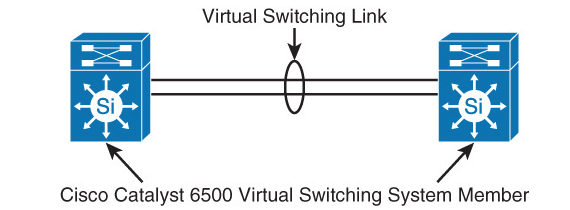 Virtual Switching Link
Si
Si
Cisco Catalyst 6500 Virtual Switching System Member